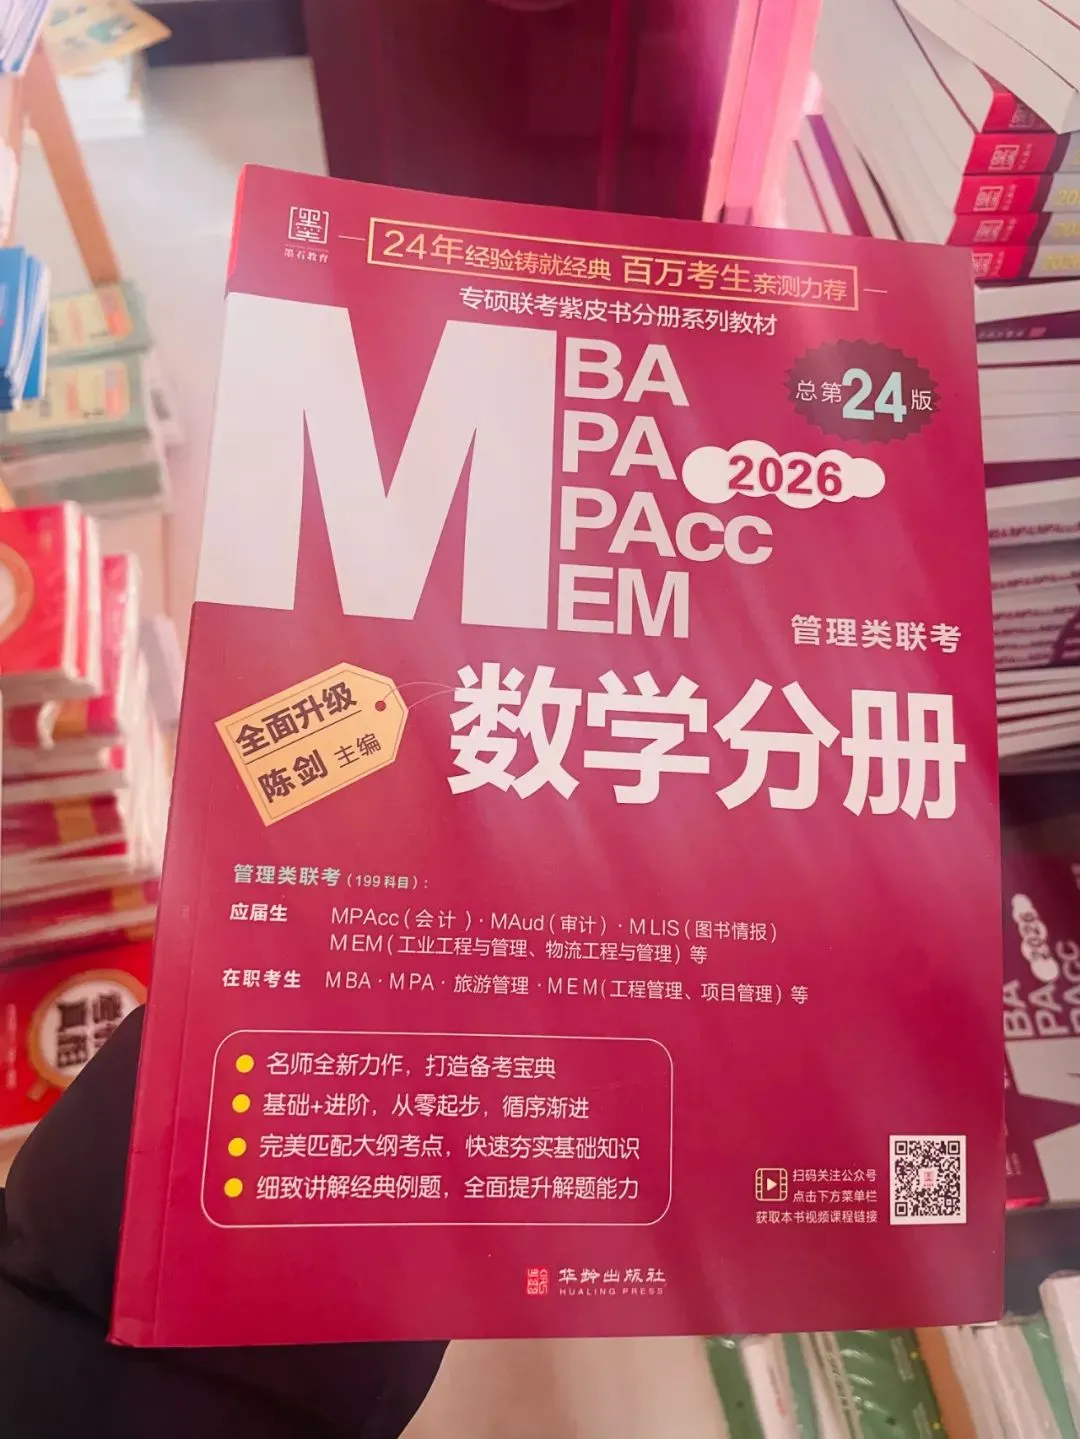 墨石教育
24年经验铸就经典 百万考生亲测力荐
专硕联考紫皮书分册系列教材
MBA
PA
PAcc
EM
总第24版
2026
管理类联考
数学分册
全面升级
陈剑 主编
管理类联考(199科目):
应届生 MPAcc(会计)·MAud(审计)·MLIS(图书情报)
MEM(工业工程与管理、物流工程与管理)等
在职考生 MBA·MPA·旅游管理·MEM(工程管理、项目管理)等
名师全新力作，打造备考宝典
基础+进阶，从零起步，循序渐进
完美匹配大纲考点，快速夯实基础知识
细致讲解经典例题，全面提升解题能力
扫码关注公众号
点击下方菜单栏
获取本书视频课程链接
华龄出版社
HUALING PRESS
BA
PA
PACC
2026
真题